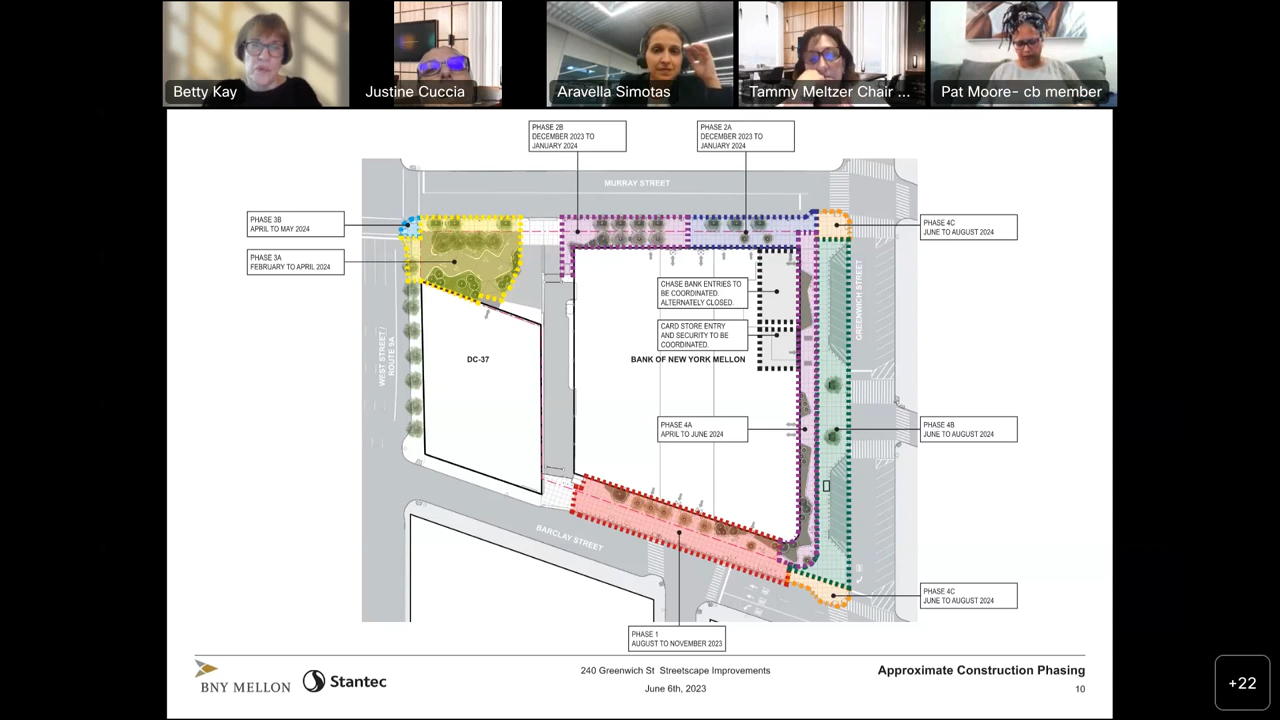 Betty Kay
Justine Cuccia
Aravella Simotas
Tammy Meltzer Chair ...
Pat Moore- cb member
PHASE 2B
DECEMBER 2023 TO
JANUARY 2024
PHASE 2A
DECEMBER 2023 TO
JANUARY 2024
MURRAY STREET
PHASE 3B
APRIL TO MAY 2024
PHASE 4C
JUNE TO AUGUST 2024
PHASE 3A
FEBRUARY TO APRIL 2024
CHASE BANK ENTRIES TO
BE COORDINATED.
ALTERNATELY CLOSED.
GREENWICH STREET
CARD STORE ENTRY
AND SECURITY TO BE
COORDINATED.
WEST STREET/
ROUTE 9A
DC-37
BANK OF NEW YORK MELLON
PHASE 4A
APRIL TO JUNE 2024
PHASE 4B
JUNE TO AUGUST 2024
BARCLAY STREET
PHASE 4C
JUNE TO AUGUST 2024
PHASE 1
AUGUST TO NOVEMBER 2023
BNY MELLON
Stantec
240 Greenwich St Streetscape Improvements
June 6th, 2023
Approximate Construction Phasing
10
+22